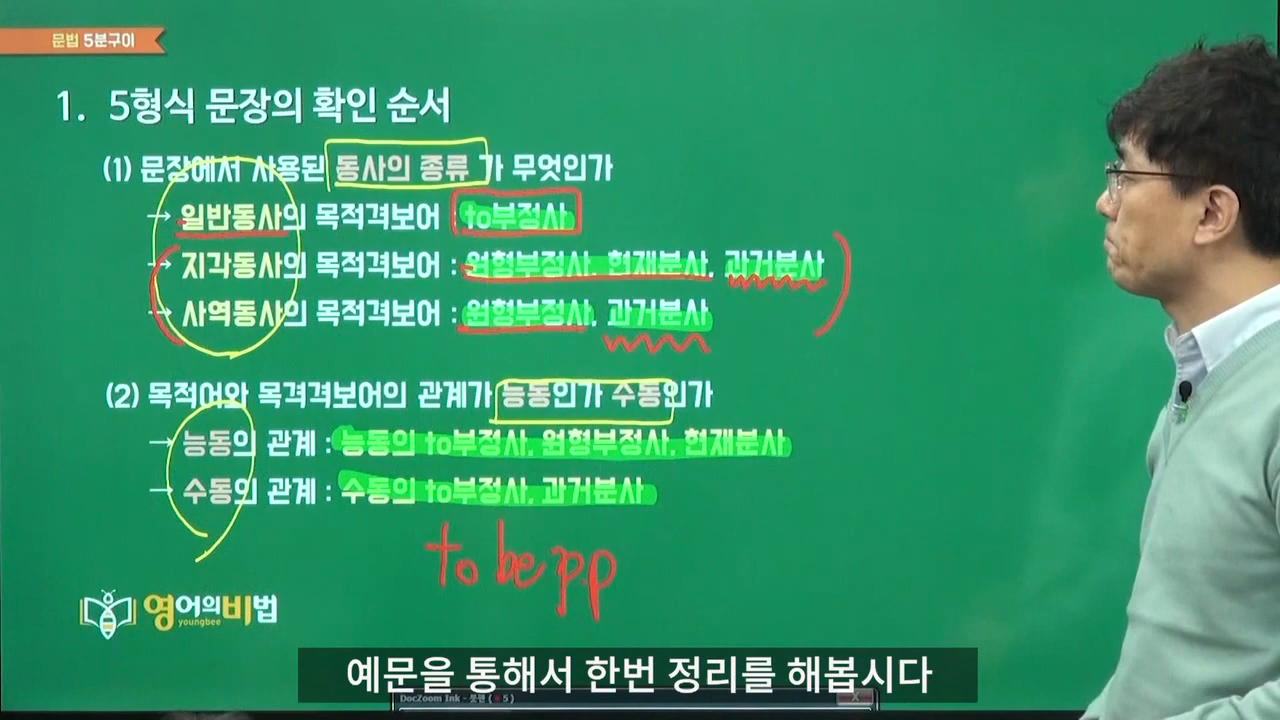 문법 5분구이
1. 5형식 문장의 확인 순서
(1) 문장에서 사용된 동사의 종류가 무엇인가
→ 일반동사의 목적격보어 : to부정사
→ 지각동사의 목적격보어 : 원형부정사, 현재분사, 과거분사
→ 사역동사의 목적격보어 : 원형부정사, 과거분사
(2) 목적어와 목격격보어의 관계가 능동인가 수동인가
→ 능동의 관계 : 능동의 to부정사, 원형부정사, 현재분사
→ 수동의 관계 : 수동의 to부정사, 과거분사
to be p.p
영어의비법
youngbee
예문을 통해서 한번 정리를 해봅시다
DocZoom Ink - 붓펜 ( 5 )